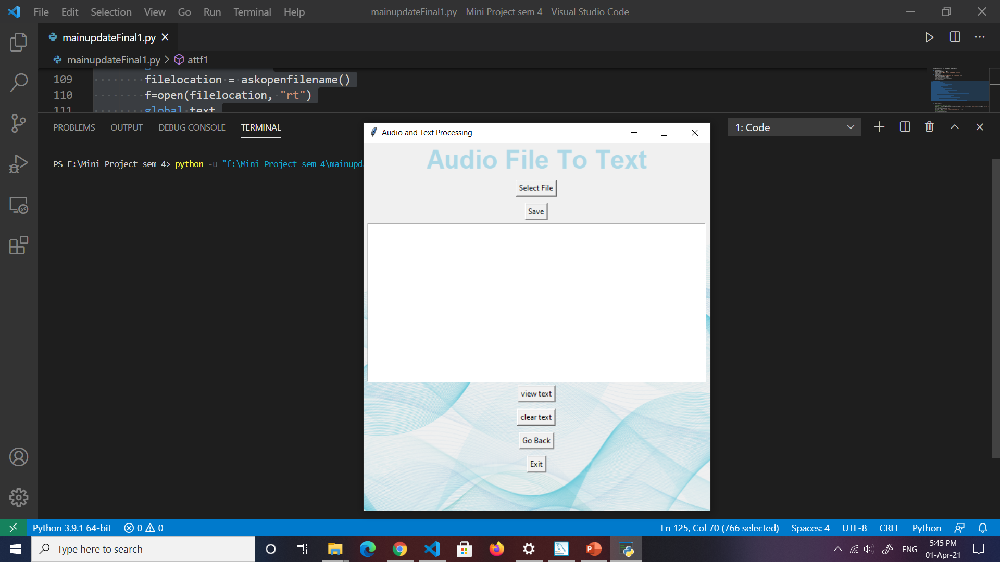 File Edit Selection View Go Run Terminal Help mainupdateFinal1.py - Mini Project sem 4 - Visual Studio Code
mainupdateFinal1.py
mainupdateFinal1.py > attf1
109 filelocation = askopenfilename()
110 f=open(filelocation, "rt")
111 global text
PROBLEMS OUTPUT DEBUG CONSOLE TERMINAL 1: Code
PS F:\Mini Project sem 4> python -u "f:\Mini Project sem 4\mainupd
Audio and Text Processing
Audio File To Text
Select File
Save
view text
clear text
Go Back
Exit
Python 3.9.1 64-bit 0 0 Ln 125, Col 70 (766 selected) Spaces: 4 UTF-8 CRLF Python
Type here to search ENG 5:45 PM
01-Apr-21